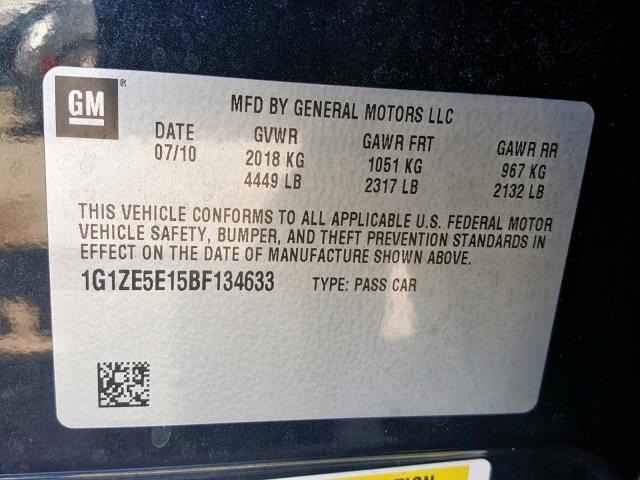 GM ®
MFD BY GENERAL MOTORS LLC
DATE GVWR GAWR FRT GAWR RR
07/10 2018 KG 1051 KG 967 KG
4449 LB 2317 LB 2132 LB
THIS VEHICLE CONFORMS TO ALL APPLICABLE U.S. FEDERAL MOTOR
VEHICLE SAFETY, BUMPER, AND THEFT PREVENTION STANDARDS IN
EFFECT ON THE DATE OF MANUFACTURE SHOWN ABOVE.
1G1ZE5E15BF134633 TYPE: PASS CAR